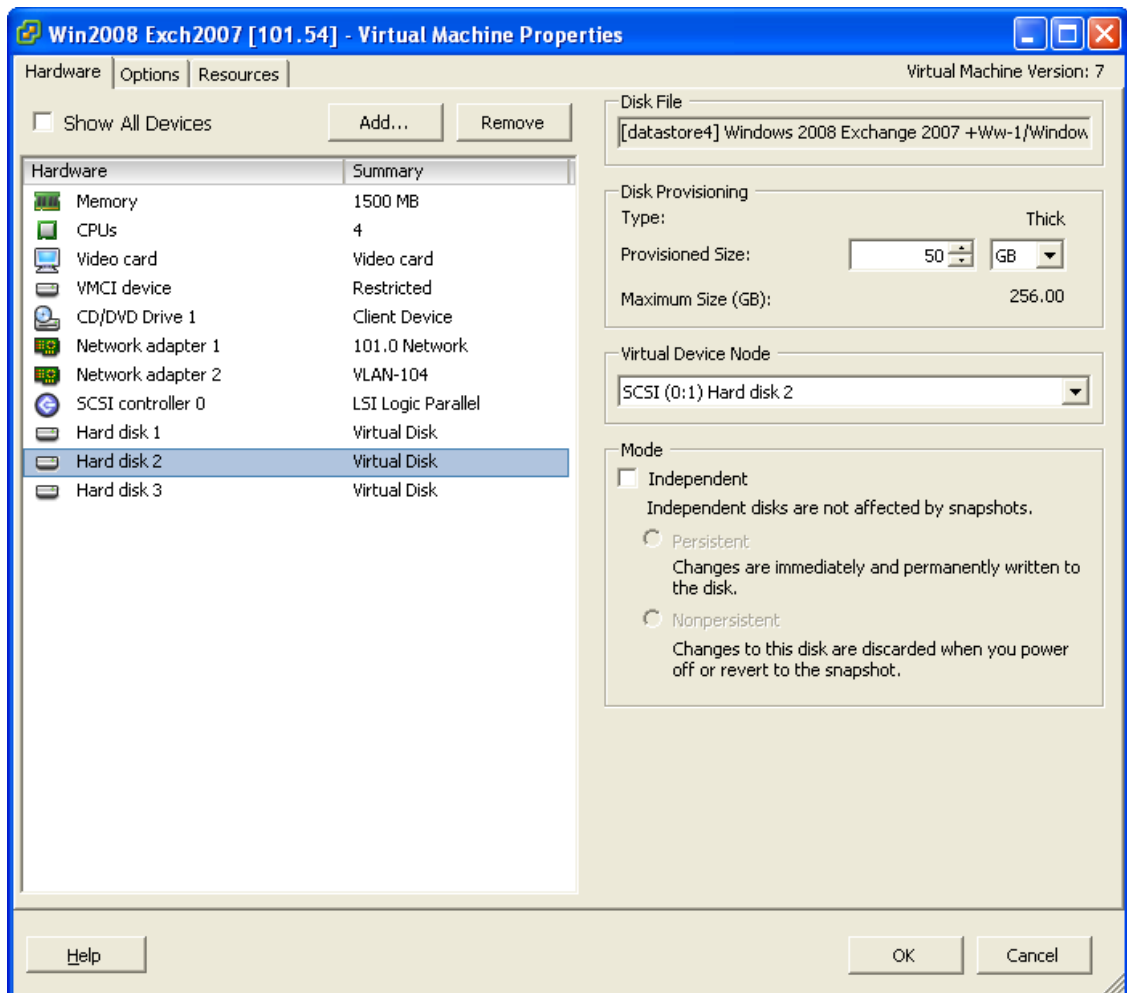 Win2008 Exch2007 [101.54] - Virtual Machine Properties
Hardware Options Resources Virtual Machine Version: 7
Show All Devices Add... Remove
Hardware Summary
Memory 1500 MB
CPUs 4
Video card Video card
VMCI device Restricted
CD/DVD Drive 1 Client Device
Network adapter 1 101.0 Network
Network adapter 2 VLAN-104
SCSI controller 0 LSI Logic Parallel
Hard disk 1 Virtual Disk
Hard disk 2 Virtual Disk
Hard disk 3 Virtual Disk
Disk File
[datastore4] Windows 2008 Exchange 2007 +Ww-1/Window
Disk Provisioning
Type: Thick
Provisioned Size: 50 GB
Maximum Size (GB): 256.00
Virtual Device Node
SCSI (0:1) Hard disk 2
Mode
Independent
Independent disks are not affected by snapshots.
Persistent
Changes are immediately and permanently written to
the disk.
Nonpersistent
Changes to this disk are discarded when you power
off or revert to the snapshot.
Help OK Cancel